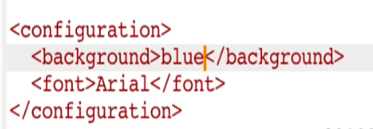 <configuration>
  <background>blue</background>
  <font>Arial</font>
</configuration>